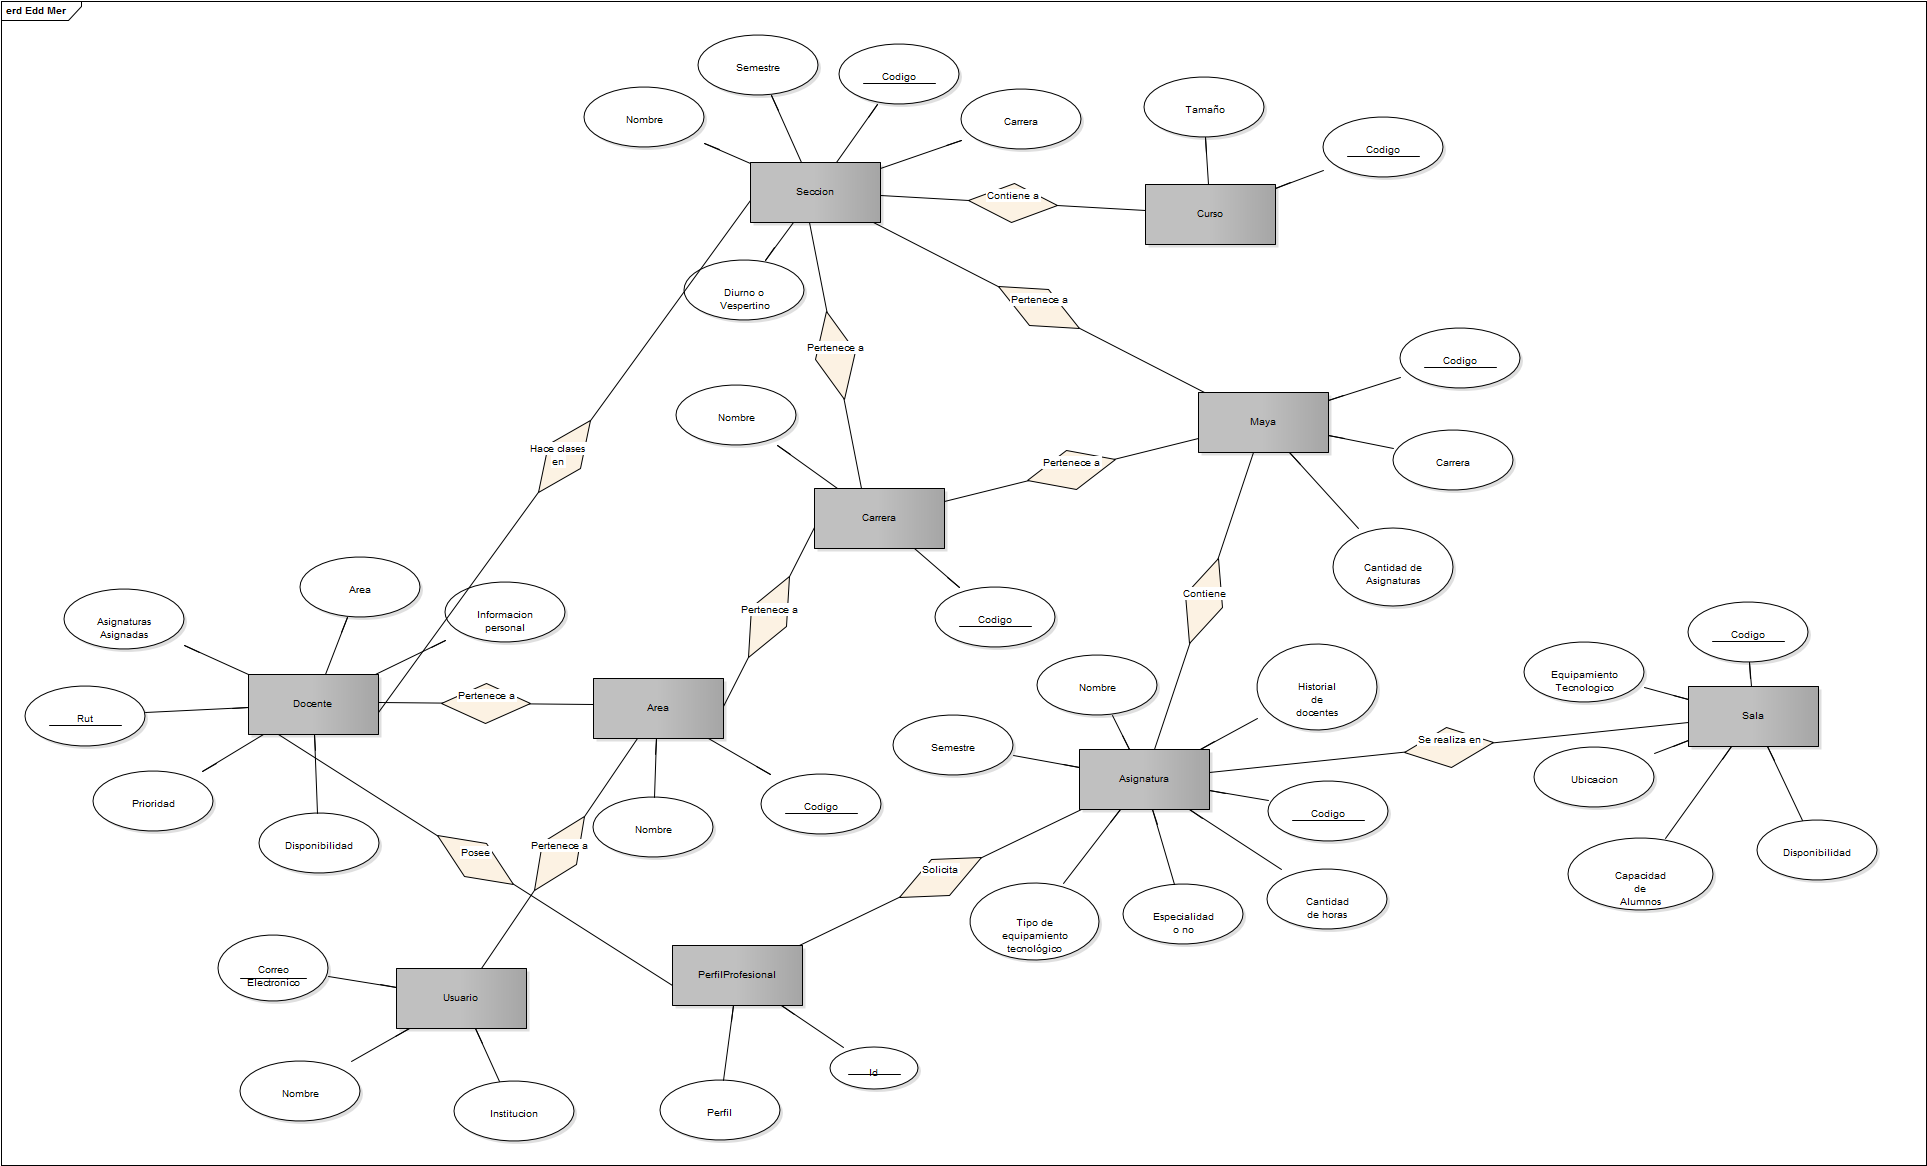 erd Edd Mer
Semestre
Codigo
Nombre
Carrera
Tamaño
Codigo
Seccion
Contiene a
Curso
Diurno o
Vespertino
Pertenece a
Pertenece a
Codigo
Nombre
Maya
Hace clases
en
Pertenece a
Carrera
Carrera
Cantidad de
Asignaturas
Area
Contiene
Asignaturas
Asignadas
Informacion
personal
Pertenece a
Codigo
Codigo
Equipamiento
Tecnologico
Nombre
Historial
de
docentes
Docente
Pertenece a
Area
Rut
Sala
Semestre
Se realiza en
Asignatura
Ubicacion
Prioridad
Codigo
Codigo
Nombre
Disponibilidad
Posee
Pertenece a
Disponibilidad
Solicita
Capacidad
de
Alumnos
Cantidad
de horas
Especialidad
o no
Tipo de
equipamiento
tecnológico
Correo
Electronico
PerfilProfesional
Usuario
Id
Nombre
Institucion
Perfil